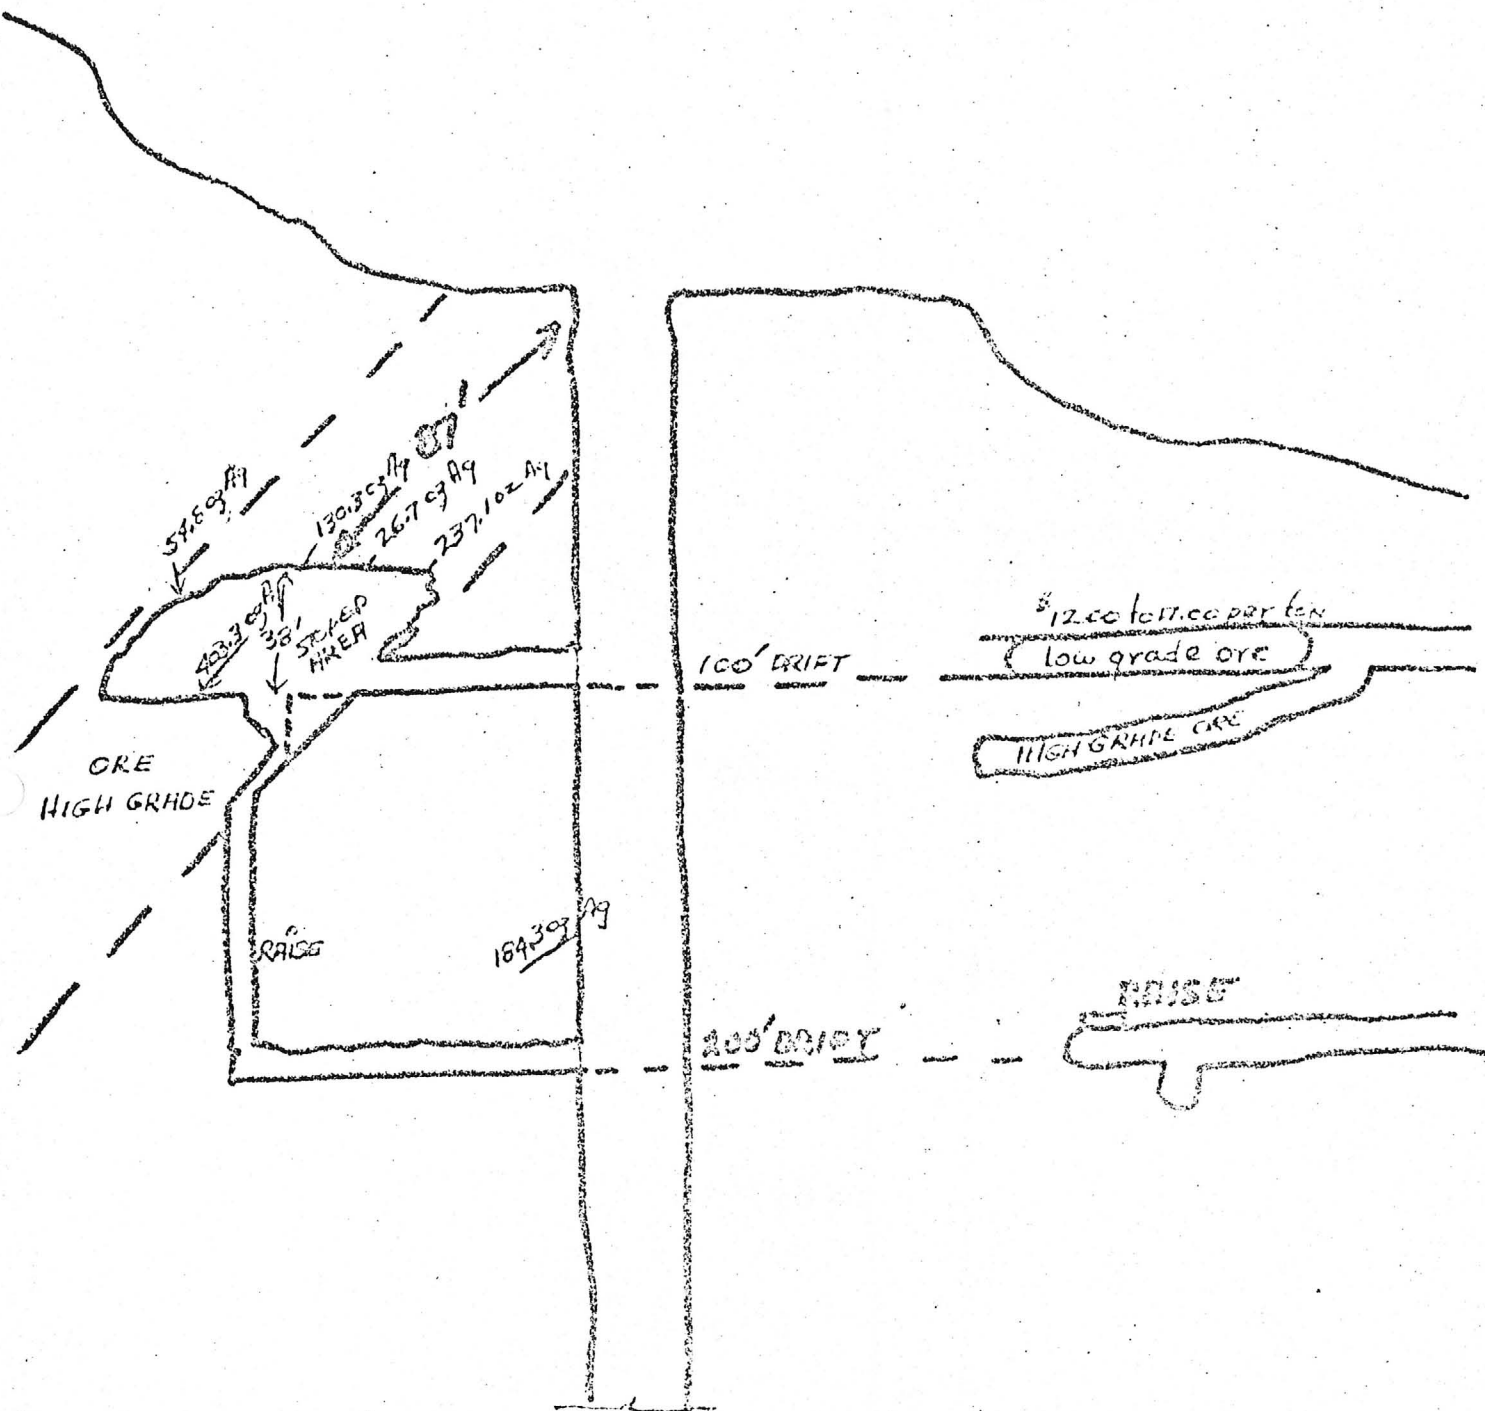 87'
54.8 oz Ag
130.3 oz Ag
26.7 oz Ag
237.1 oz Ag
403.3 oz Ag
38'
STOPED
AREA
$12.00 to 17.00 per ton
low grade ore
100' DRIFT
HIGH GRADE ORE
ORE
HIGH GRADE
RAISE
184.3 oz Ag
RAISE
200' DRIFT